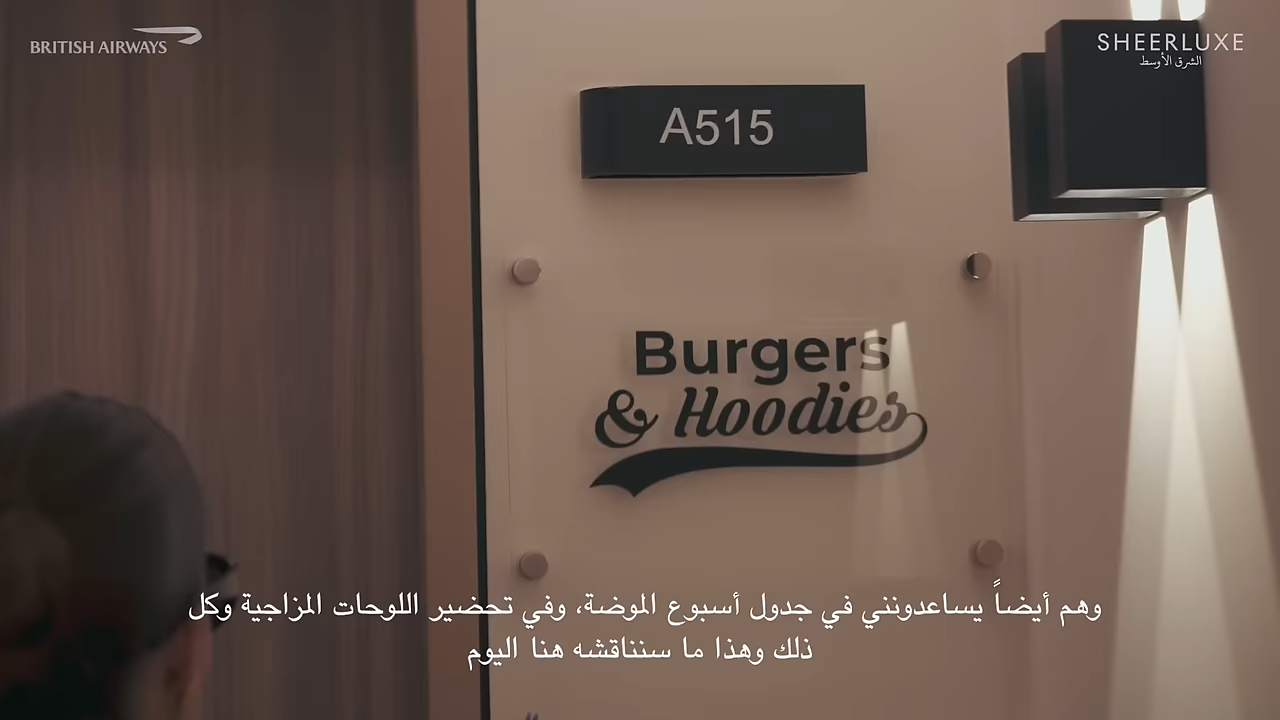 BRITISH AIRWAYS
SHEERLUXE
الشرق الأوسط
A515
Burgers
& Hoodies
وهم أيضاً يساعدونني في جدول أسبوع الموضة، وفي تحضير اللوحات المزاجية وكل
ذلك وهذا ما سنناقشه هنا اليوم